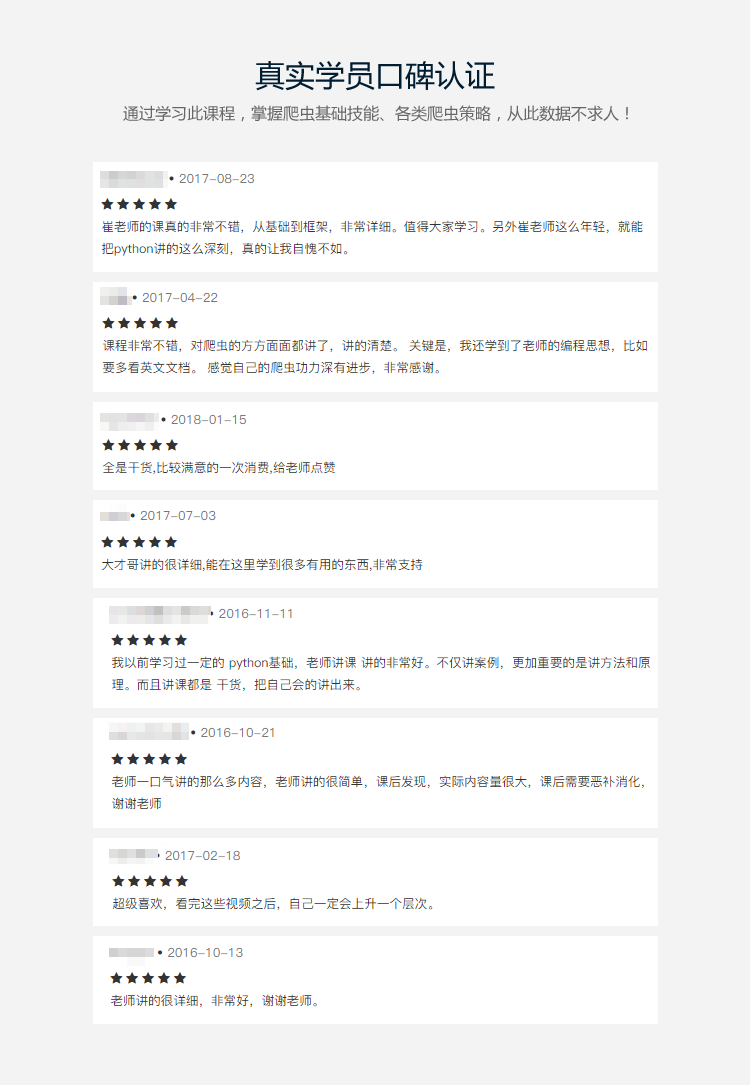 真实学员口碑认证
通过学习此课程，掌握爬虫基础技能、各类爬虫策略，从此数据不求人！
• 2017-08-23
★★★★★
崔老师的课真的非常不错，从基础到框架，非常详细。值得大家学习。另外崔老师这么年轻，就能
把python讲的这么深刻，真的让我自愧不如。
• 2017-04-22
★★★★★
课程非常不错，对爬虫的方方面面都讲了，讲的清楚。 关键是，我还学到了老师的编程思想，比如
要多看英文文档。 感觉自己的爬虫功力深有进步，非常感谢。
• 2018-01-15
★★★★★
全是干货,比较满意的一次消费,给老师点赞
• 2017-07-03
★★★★★
大才哥讲的很详细,能在这里学到很多有用的东西,非常支持
• 2016-11-11
★★★★★
我以前学习过一定的 python基础，老师讲课 讲的非常好。不仅讲案例，更加重要的是讲方法和原
理。而且讲课都是 干货，把自己会的讲出来。
• 2016-10-21
★★★★★
老师一口气讲的那么多内容，老师讲的很简单，课后发现，实际内容量很大，课后需要恶补消化，
谢谢老师
• 2017-02-18
★★★★★
超级喜欢，看完这些视频之后，自己一定会上升一个层次。
• 2016-10-13
★★★★★
老师讲的很详细，非常好，谢谢老师。